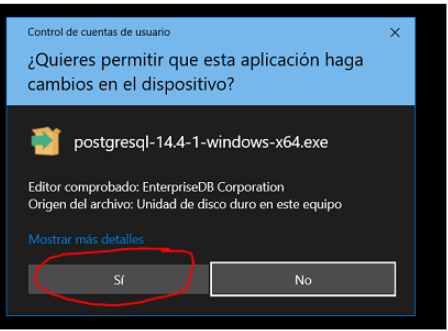 Control de cuentas de usuario
¿Quieres permitir que esta aplicación haga
cambios en el dispositivo?
postgresql-14.4-1-windows-x64.exe
Editor comprobado: EnterpriseDB Corporation
Origen del archivo: Unidad de disco duro en este equipo
Mostrar más detalles
Sí
No